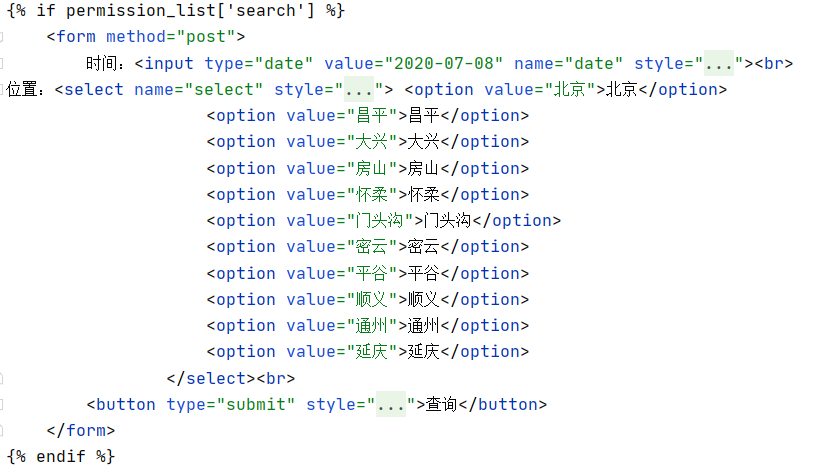 {% if permission_list['search'] %}
<form method="post">
时间：<input type="date" value="2020-07-08" name="date" style="..."><br>
位置：<select name="select" style="..."> <option value="北京">北京</option>
<option value="昌平">昌平</option>
<option value="大兴">大兴</option>
<option value="房山">房山</option>
<option value="怀柔">怀柔</option>
<option value="门头沟">门头沟</option>
<option value="密云">密云</option>
<option value="平谷">平谷</option>
<option value="顺义">顺义</option>
<option value="通州">通州</option>
<option value="延庆">延庆</option>
</select><br>
<button type="submit" style="...">查询</button>
</form>
{% endif %}